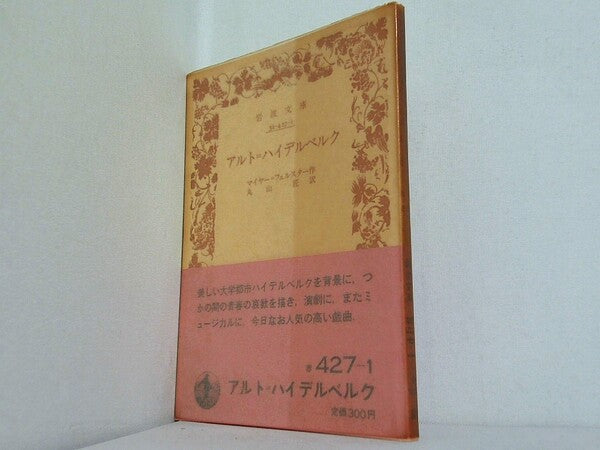 岩波文庫
アルト＝ハイデルベルク
マイヤー＝フェルスター作
丸山匠訳
美しい大学都市ハイデルベルクを背景に，つ
かの間の青春の哀歓を描き，演劇に，またミ
ュージカルに，今日なお人気の高い戯曲．
赤 427-1
アルト＝ハイデルベルク
定価300円